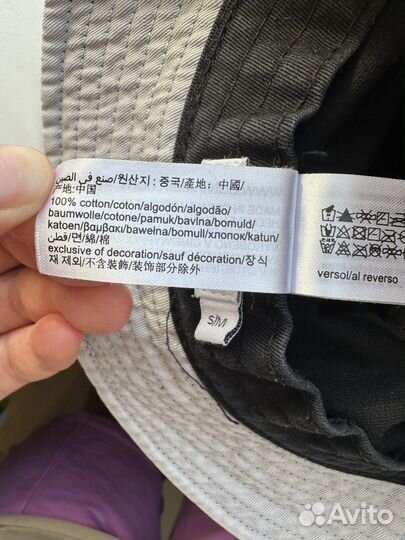 صنع في الصين/원산지 : 중국/產地：中國/
产地:中国
100% cotton/coton/algodón/algodão/
baumwolle/cotone/pamuk/bavlna/bomuld/
katoen/βαμβακι/bawełna/bomull/хлопок/katun/
قطن/면/綿/棉
exclusive of decoration/sauf décoration/장식
재 제외/不含裝飾/装饰部分除外
versol/al reverso
S/M
Avito